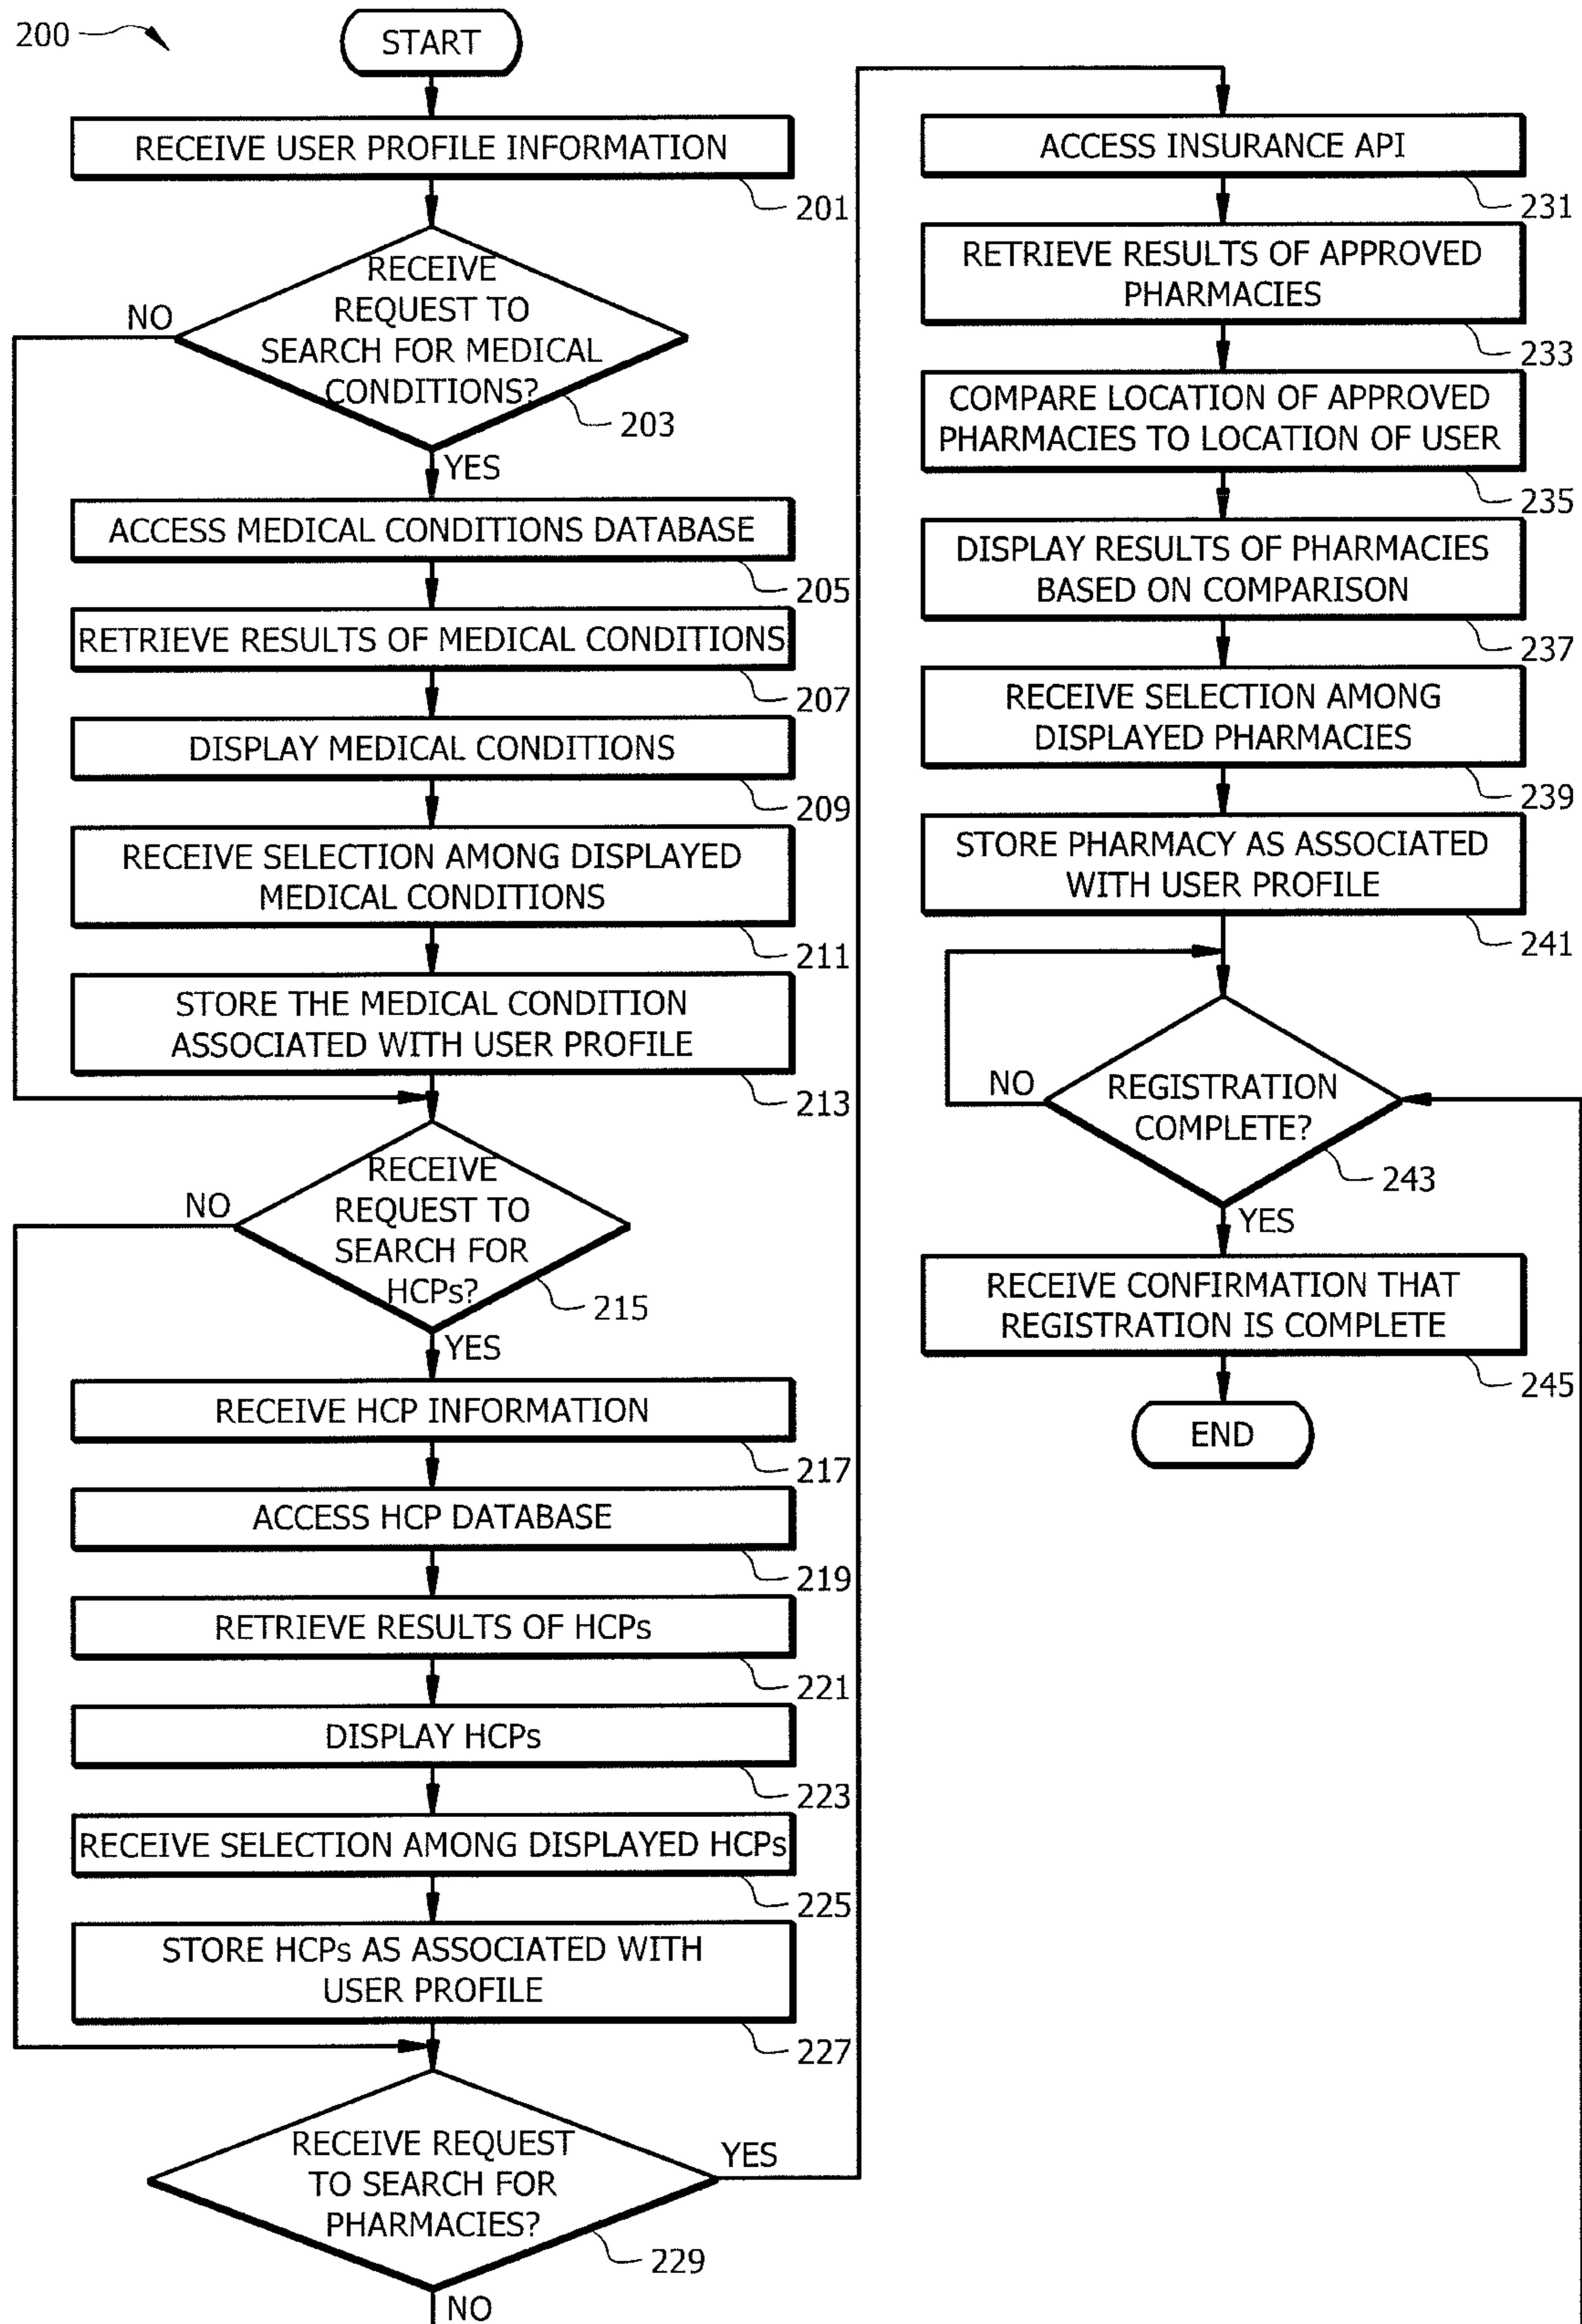 200
START
RECEIVE USER PROFILE INFORMATION
201
RECEIVE
REQUEST TO
SEARCH FOR MEDICAL
CONDITIONS?
NO
203
YES
ACCESS MEDICAL CONDITIONS DATABASE
205
RETRIEVE RESULTS OF MEDICAL CONDITIONS
207
DISPLAY MEDICAL CONDITIONS
209
RECEIVE SELECTION AMONG DISPLAYED
MEDICAL CONDITIONS
211
STORE THE MEDICAL CONDITION
ASSOCIATED WITH USER PROFILE
213
RECEIVE
REQUEST TO
SEARCH FOR
HCPs?
NO
215
YES
RECEIVE HCP INFORMATION
217
ACCESS HCP DATABASE
219
RETRIEVE RESULTS OF HCPs
221
DISPLAY HCPs
223
RECEIVE SELECTION AMONG DISPLAYED HCPs
225
STORE HCPs AS ASSOCIATED WITH
USER PROFILE
227
RECEIVE REQUEST
TO SEARCH FOR
PHARMACIES?
YES
229
NO
ACCESS INSURANCE API
231
RETRIEVE RESULTS OF APPROVED
PHARMACIES
233
COMPARE LOCATION OF APPROVED
PHARMACIES TO LOCATION OF USER
235
DISPLAY RESULTS OF PHARMACIES
BASED ON COMPARISON
237
RECEIVE SELECTION AMONG
DISPLAYED PHARMACIES
239
STORE PHARMACY AS ASSOCIATED
WITH USER PROFILE
241
NO
REGISTRATION
COMPLETE?
243
YES
RECEIVE CONFIRMATION THAT
REGISTRATION IS COMPLETE
245
END